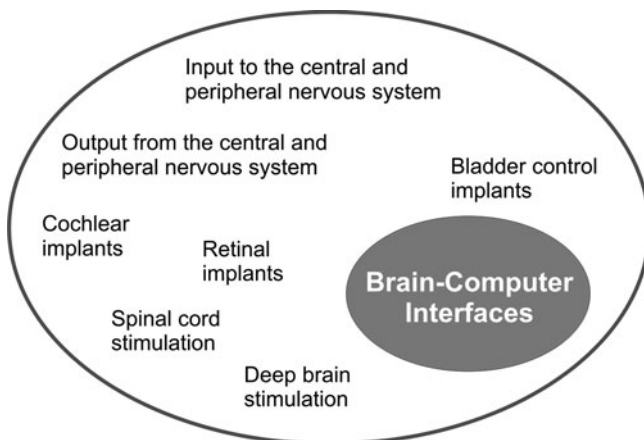 Input to the central and
peripheral nervous system
Output from the central and
peripheral nervous system
Bladder control
implants
Cochlear
implants
Retinal
implants
Brain-Computer
Interfaces
Spinal cord
stimulation
Deep brain
stimulation